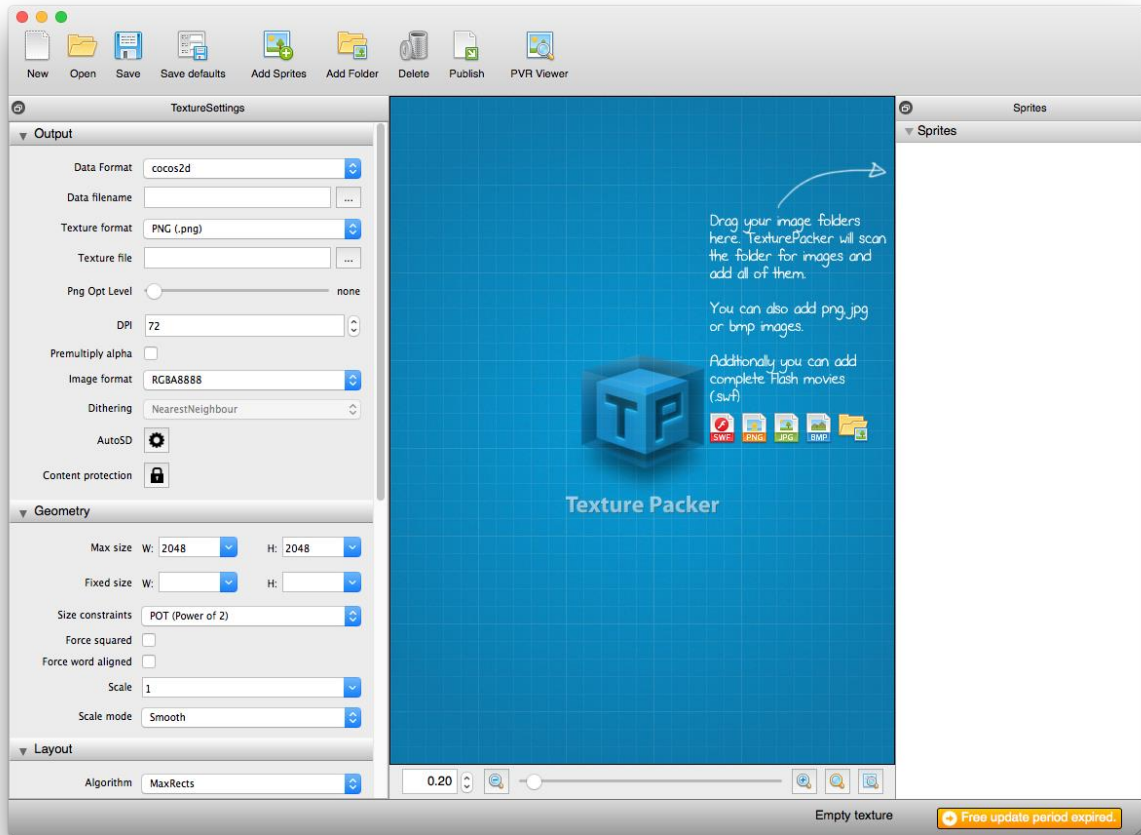 New Open Save Save defaults Add Sprites Add Folder Delete Publish PVR Viewer
TextureSettings
Output
Data Format cocos2d
Data filename ...
Texture format PNG (.png)
Texture file ...
Png Opt Level none
DPI 72
Premultiply alpha
Image format RGBA8888
Dithering NearestNeighbour
AutoSD
Content protection
Geometry
Max size W: 2048 H: 2048
Fixed size W: H:
Size constraints POT (Power of 2)
Force squared
Force word aligned
Scale 1
Scale mode Smooth
Layout
Algorithm MaxRects
Drag your image folders
here. TexturePacker will scan
the folder for images and
add all of them.
You can also add png, jpg
or bmp images.
Additionally you can add
complete Flash movies
(.swf)
SWF PNG JPG BMP
TP
Texture Packer
0.20
Sprites
Sprites
Empty texture
Free update period expired.